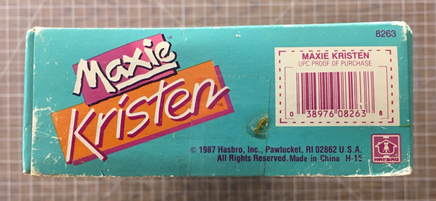 8263
Maxie
Kristen
MAXIE KRISTEN
UPC PROOF OF PURCHASE
0 38976 08263 8
© 1987 Hasbro, Inc., Pawtucket, RI 02862 U.S.A.
All Rights Reserved. Made in China H-15
HASBRO